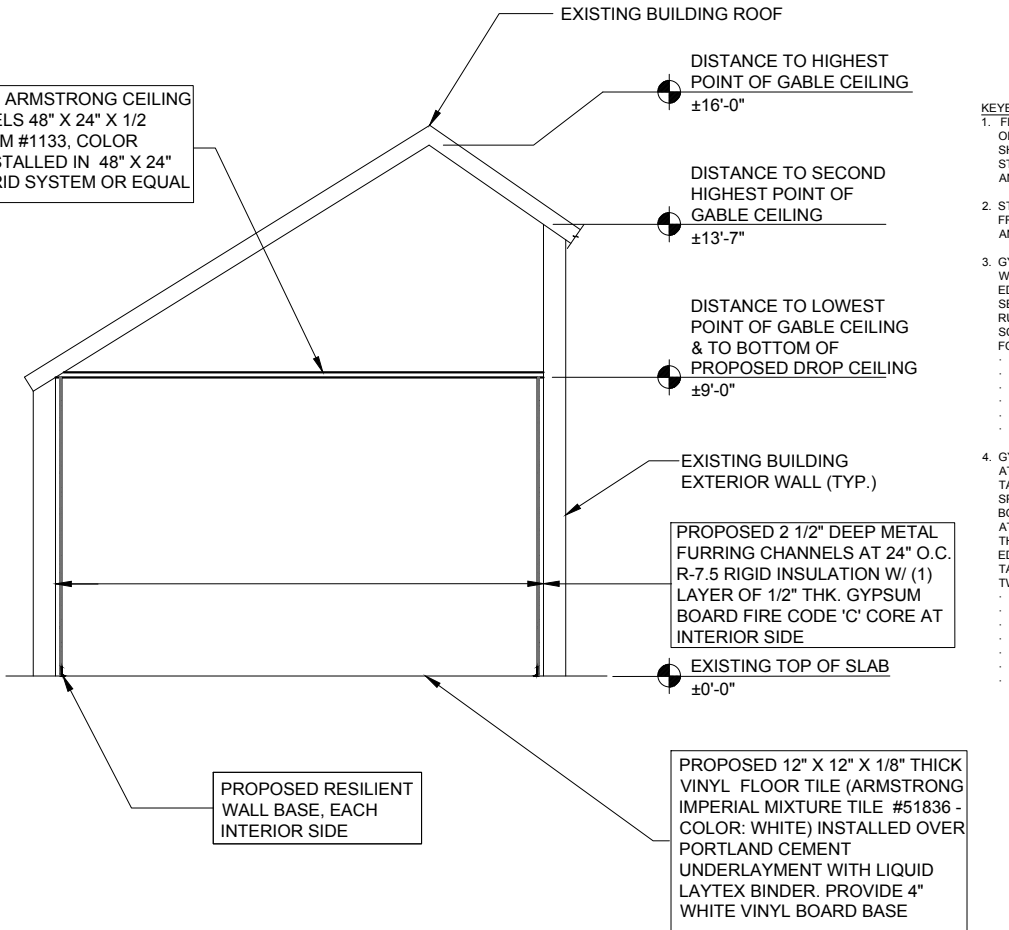 EXISTING BUILDING ROOF
DISTANCE TO HIGHEST
POINT OF GABLE CEILING
±16'-0"
ARMSTRONG CEILING
48" X 24" X 1/2
#1133, COLOR
IN 48" X 24"
SYSTEM OR EQUAL
DISTANCE TO SECOND
HIGHEST POINT OF
GABLE CEILING
±13'-7"
DISTANCE TO LOWEST
POINT OF GABLE CEILING
& TO BOTTOM OF
PROPOSED DROP CEILING
±9'-0"
EXISTING BUILDING
EXTERIOR WALL (TYP.)
PROPOSED 2 1/2" DEEP METAL
FURRING CHANNELS AT 24" O.C.
R-7.5 RIGID INSULATION W/ (1)
LAYER OF 1/2" THK. GYPSUM
BOARD FIRE CODE 'C' CORE AT
INTERIOR SIDE
EXISTING TOP OF SLAB
±0'-0"
PROPOSED RESILIENT
WALL BASE, EACH
INTERIOR SIDE
PROPOSED 12" X 12" X 1/8" THICK
VINYL FLOOR TILE (ARMSTRONG
IMPERIAL MIXTURE TILE #51836 -
COLOR: WHITE) INSTALLED OVER
PORTLAND CEMENT
UNDERLAYMENT WITH LIQUID
LAYTEX BINDER. PROVIDE 4"
WHITE VINYL BOARD BASE
1.
2.
3.
4.